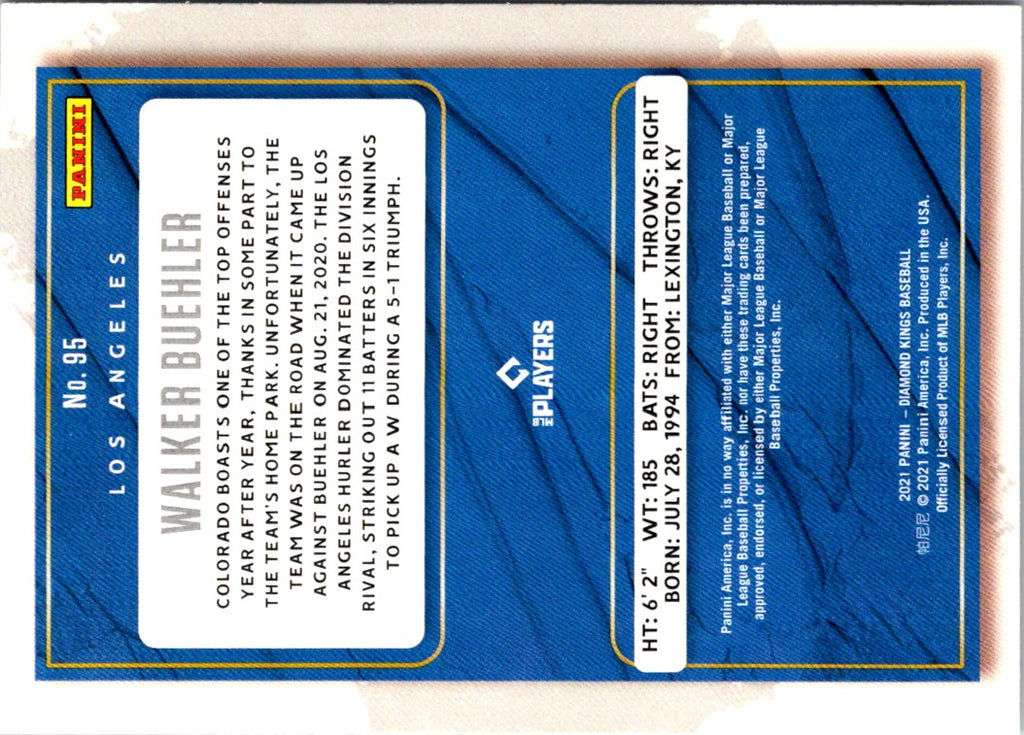 PANINI
No. 95
LOS ANGELES
WALKER BUEHLER
COLORADO BOASTS ONE OF THE TOP OFFENSES
YEAR AFTER YEAR, THANKS IN SOME PART TO
THE TEAM'S HOME PARK. UNFORTUNATELY, THE
TEAM WAS ON THE ROAD WHEN IT CAME UP
AGAINST BUEHLER ON AUG. 21, 2020. THE LOS
ANGELES HURLER DOMINATED THE DIVISION
RIVAL, STRIKING OUT 11 BATTERS IN SIX INNINGS
TO PICK UP A W DURING A 5–1 TRIUMPH.
MLB PLAYERS
HT: 6' 2" WT: 185 BATS: RIGHT THROWS: RIGHT
BORN: JULY 28, 1994 FROM: LEXINGTON, KY
Panini America, Inc. is in no way affiliated with either Major League Baseball or Major
League Baseball Properties, Inc. nor have these trading cards been prepared,
approved, endorsed, or licensed by either Major League Baseball or Major League
Baseball Properties, Inc.
2021 PANINI – DIAMOND KINGS BASEBALL
帕尼尼 © 2021 Panini America, Inc. Produced in the USA.
Officially Licensed Product of MLB Players, Inc.